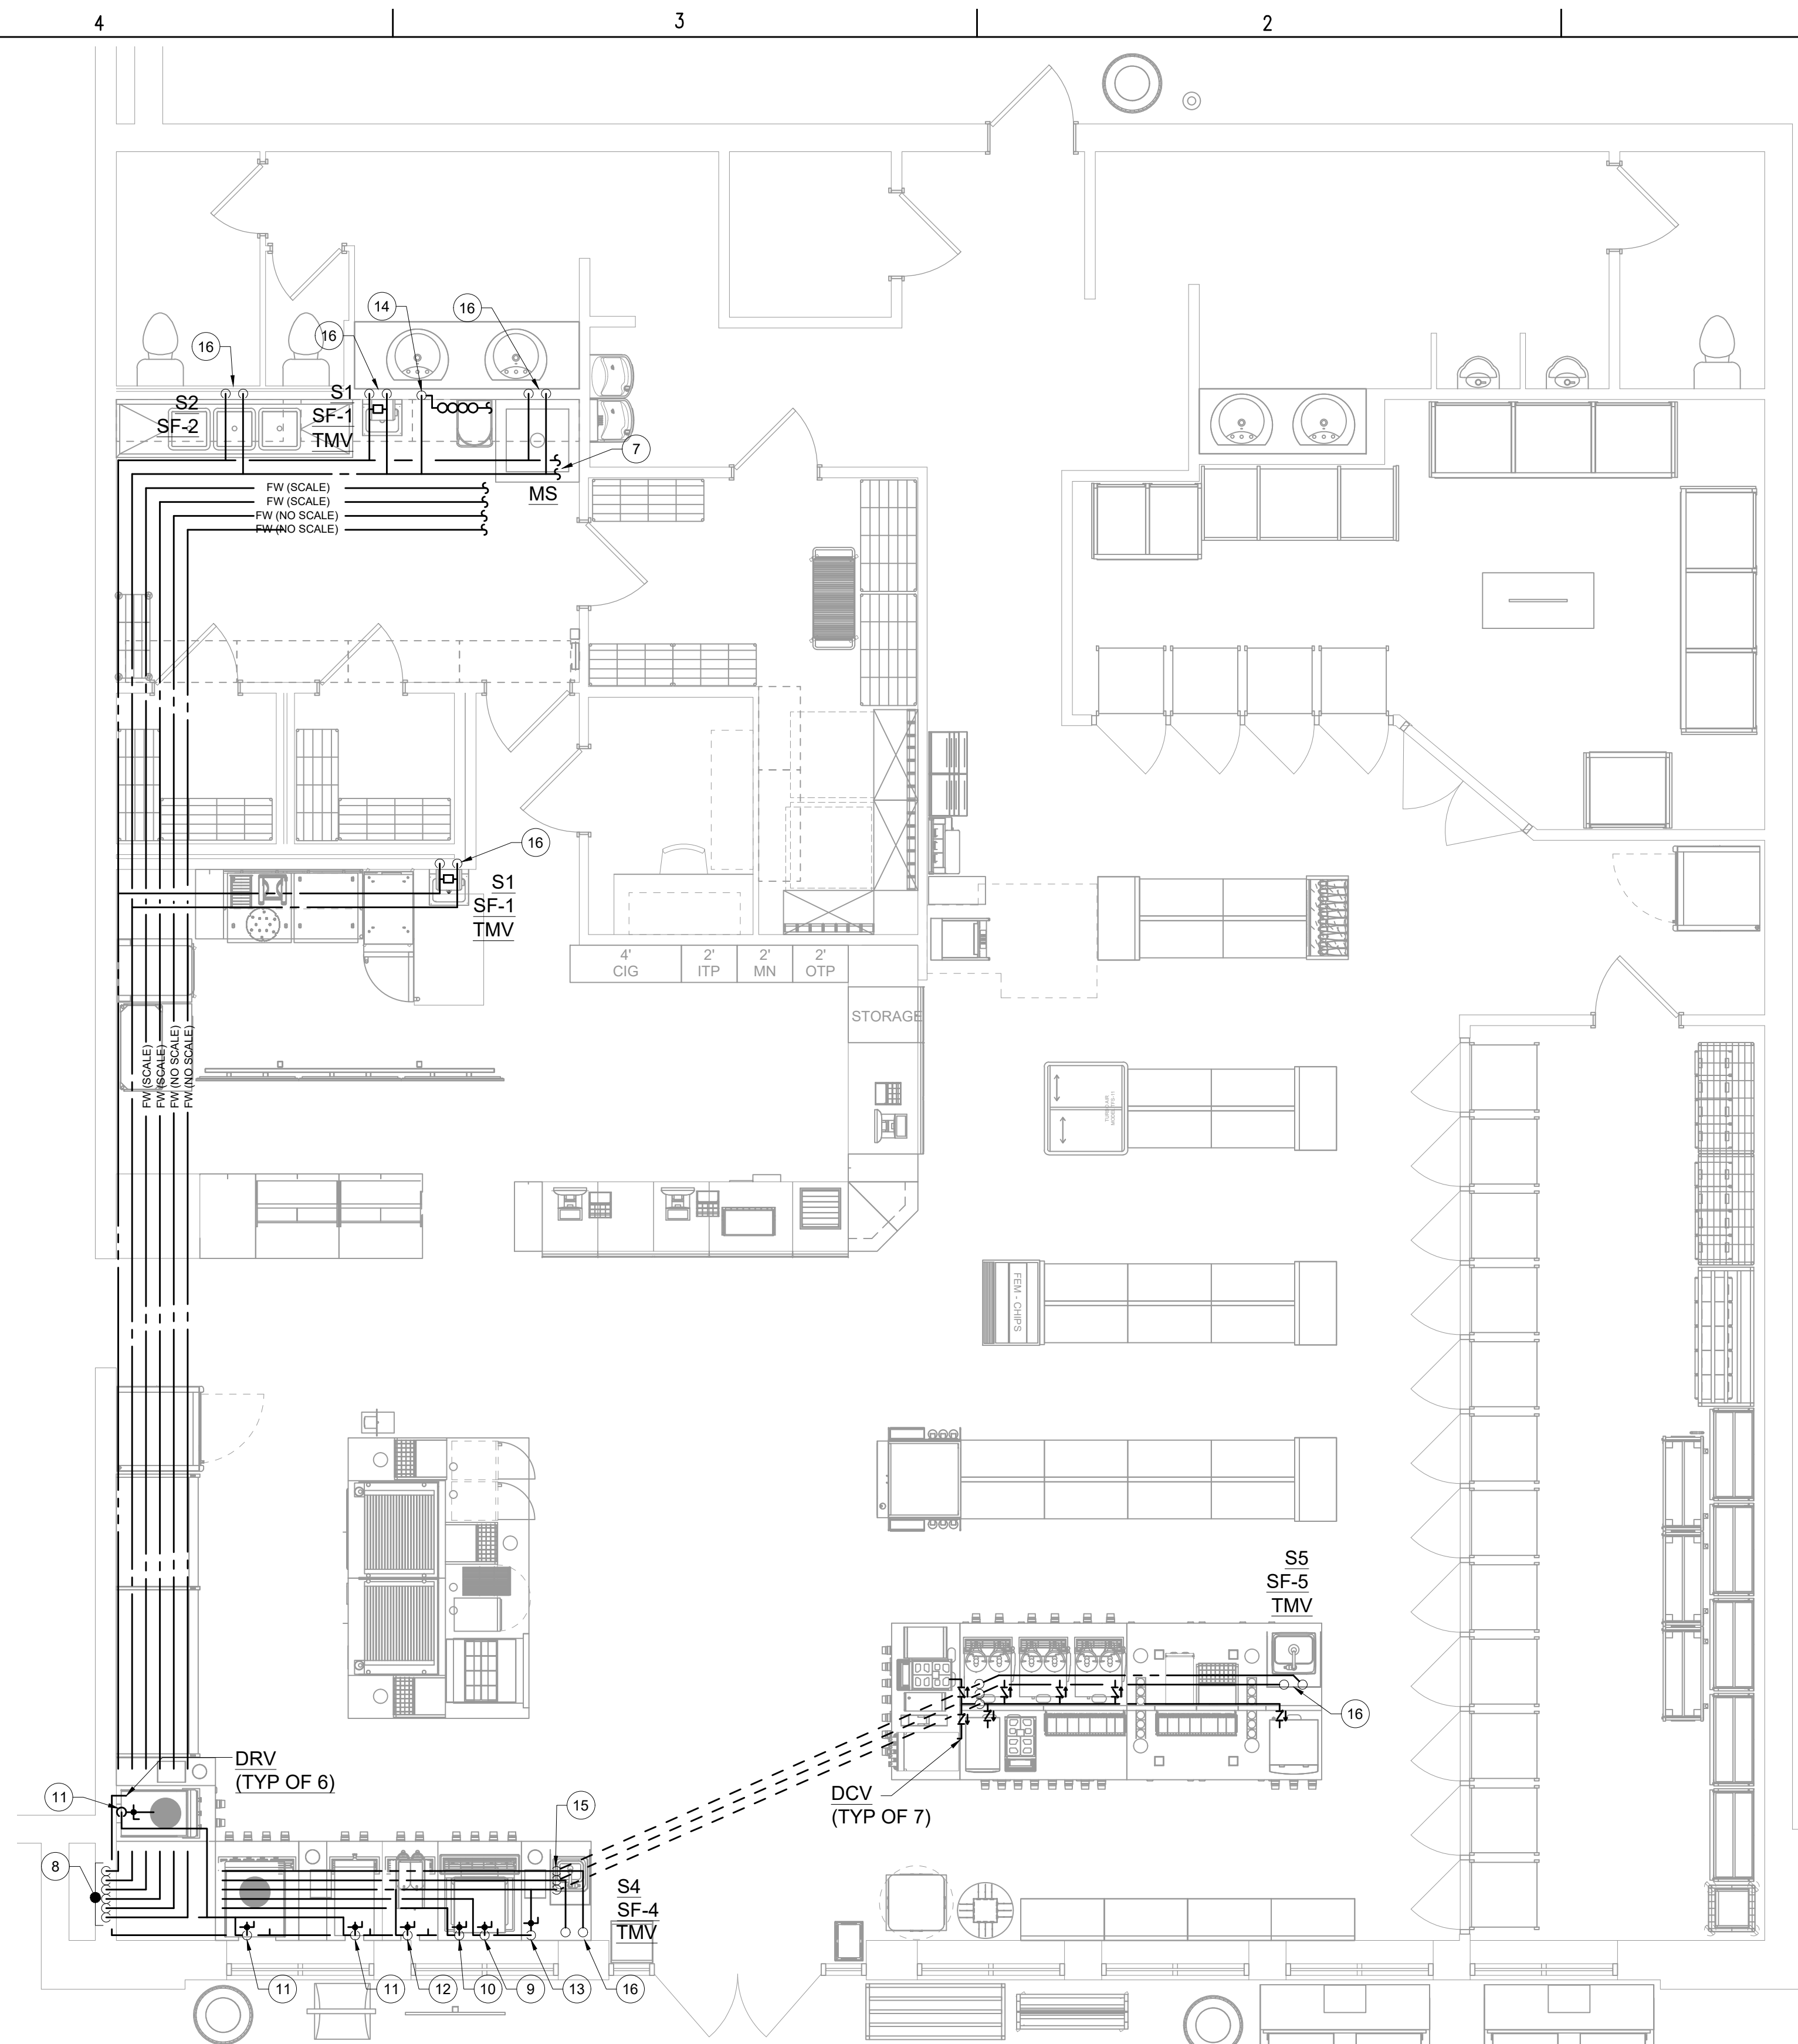 4
3
2
14
16
16
16
S2
SF-2
S1
SF-1
TMV
7
MS
FW (SCALE)
FW (SCALE)
FW (NO SCALE)
FW (NO SCALE)
16
S1
SF-1
TMV
4'
CIG
2'
ITP
2'
MN
2'
OTP
STORAGE
FW (SCALE)
FW (SCALE)
FW (NO SCALE)
FW (NO SCALE)
TURBO AIR
FEM - CHIPS
S5
SF-5
TMV
16
DRV
(TYP OF 6)
DCV
(TYP OF 7)
11
15
8
S4
SF-4
TMV
11
11
12
10
9
13
16